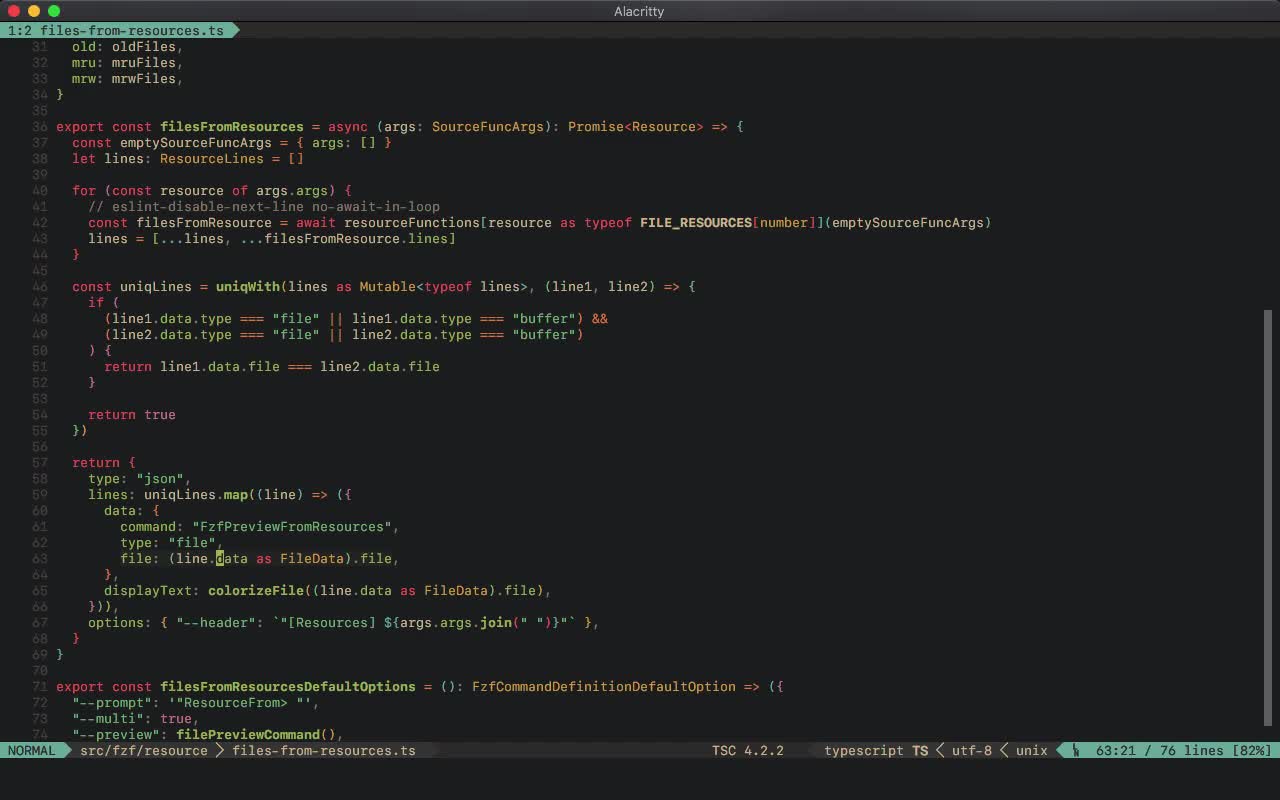 Alacritty
1:2 files-from-resources.ts
31   old: oldFiles,
32   mru: mruFiles,
33   mrw: mrwFiles,
34 }
35
36 export const filesFromResources = async (args: SourceFuncArgs): Promise<Resource> => {
37   const emptySourceFuncArgs = { args: [] }
38   let lines: ResourceLines = []
39
40   for (const resource of args.args) {
41     // eslint-disable-next-line no-await-in-loop
42     const filesFromResource = await resourceFunctions[resource as typeof FILE_RESOURCES[number]](emptySourceFuncArgs)
43     lines = [...lines, ...filesFromResource.lines]
44   }
45
46   const uniqLines = uniqWith(lines as Mutable<typeof lines>, (line1, line2) => {
47     if (
48       (line1.data.type === "file" || line1.data.type === "buffer") &&
49       (line2.data.type === "file" || line2.data.type === "buffer")
50     ) {
51       return line1.data.file === line2.data.file
52     }
53
54     return true
55   })
56
57   return {
58     type: "json",
59     lines: uniqLines.map((line) => ({
60       data: {
61         command: "FzfPreviewFromResources",
62         type: "file",
63         file: (line.data as FileData).file,
64       },
65       displayText: colorizeFile((line.data as FileData).file),
66     })),
67     options: { "--header": `"[Resources] ${args.args.join(" ")}"` },
68   }
69 }
70
71 export const filesFromResourcesDefaultOptions = (): FzfCommandDefinitionDefaultOption => ({
72   "--prompt": '"ResourceFrom> "',
73   "--multi": true,
74   "--preview": filePreviewCommand(),
NORMAL src/fzf/resource files-from-resources.ts TSC 4.2.2 typescript TS utf-8 unix 63:21 / 76 lines [82%]